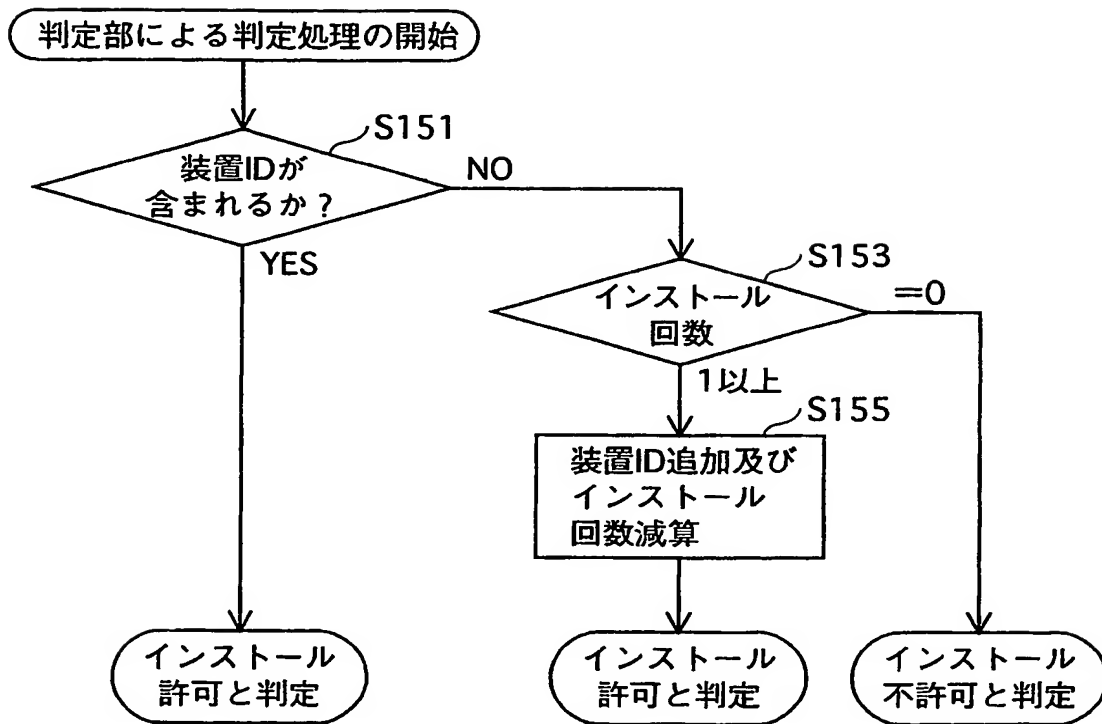 判定部による判定処理の開始
S151
装置IDが
含まれるか？
NO
YES
S153
インストール
回数
＝0
1以上
S155
装置ID追加及び
インストール
回数減算
インストール
許可と判定
インストール
許可と判定
インストール
不許可と判定